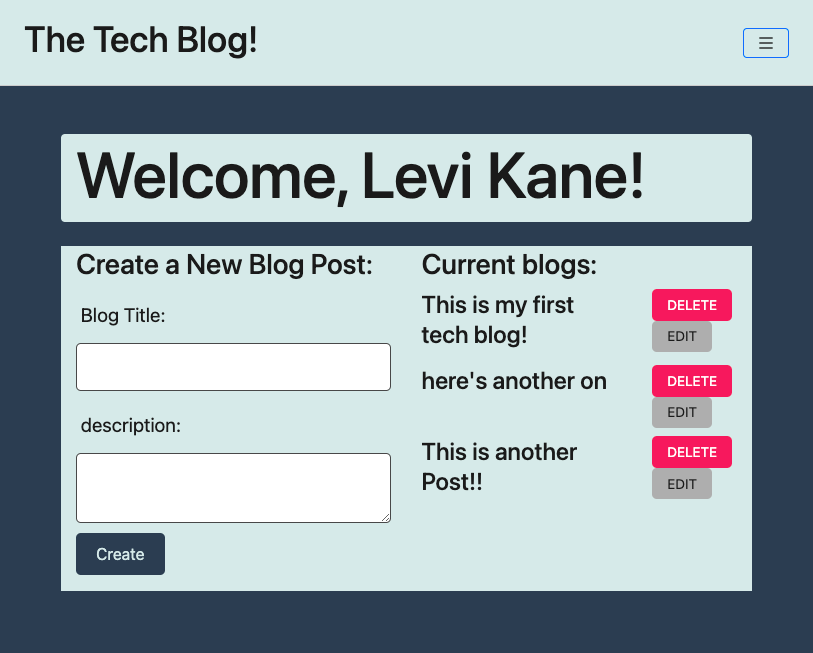 The Tech Blog!
Welcome, Levi Kane!
Create a New Blog Post:
Blog Title:
description:
Create
Current blogs:
This is my first
tech blog!
DELETE
EDIT
here's another on
DELETE
EDIT
This is another
Post!!
DELETE
EDIT